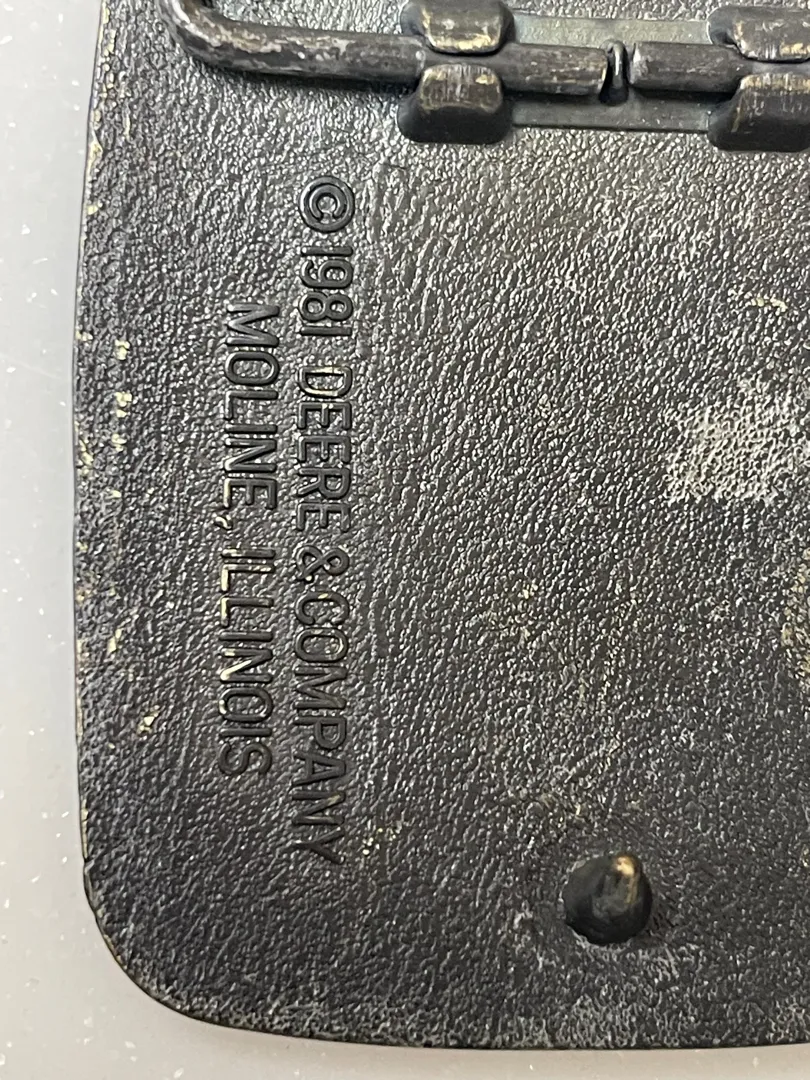 ©1981 DEERE & COMPANY
MOLINE, ILLINOIS